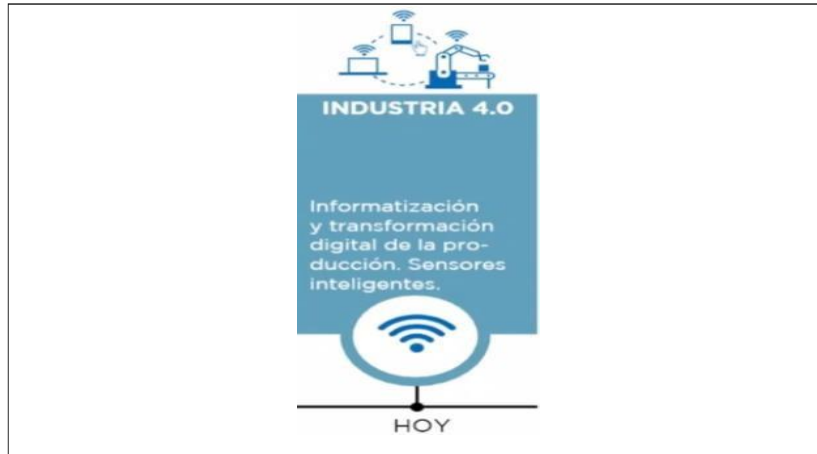 INDUSTRIA 4.0
Informatización
y transformación
digital de la pro-
ducción. Sensores
inteligentes.
HOY